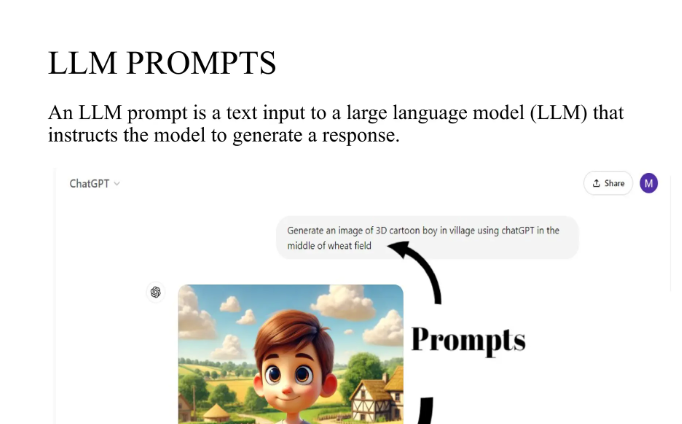 LLM PROMPTS
An LLM prompt is a text input to a large language model (LLM) that
instructs the model to generate a response.
ChatGPT
Share
M
Generate an image of 3D cartoon boy in village using chatGPT in the
middle of wheat field
Prompts